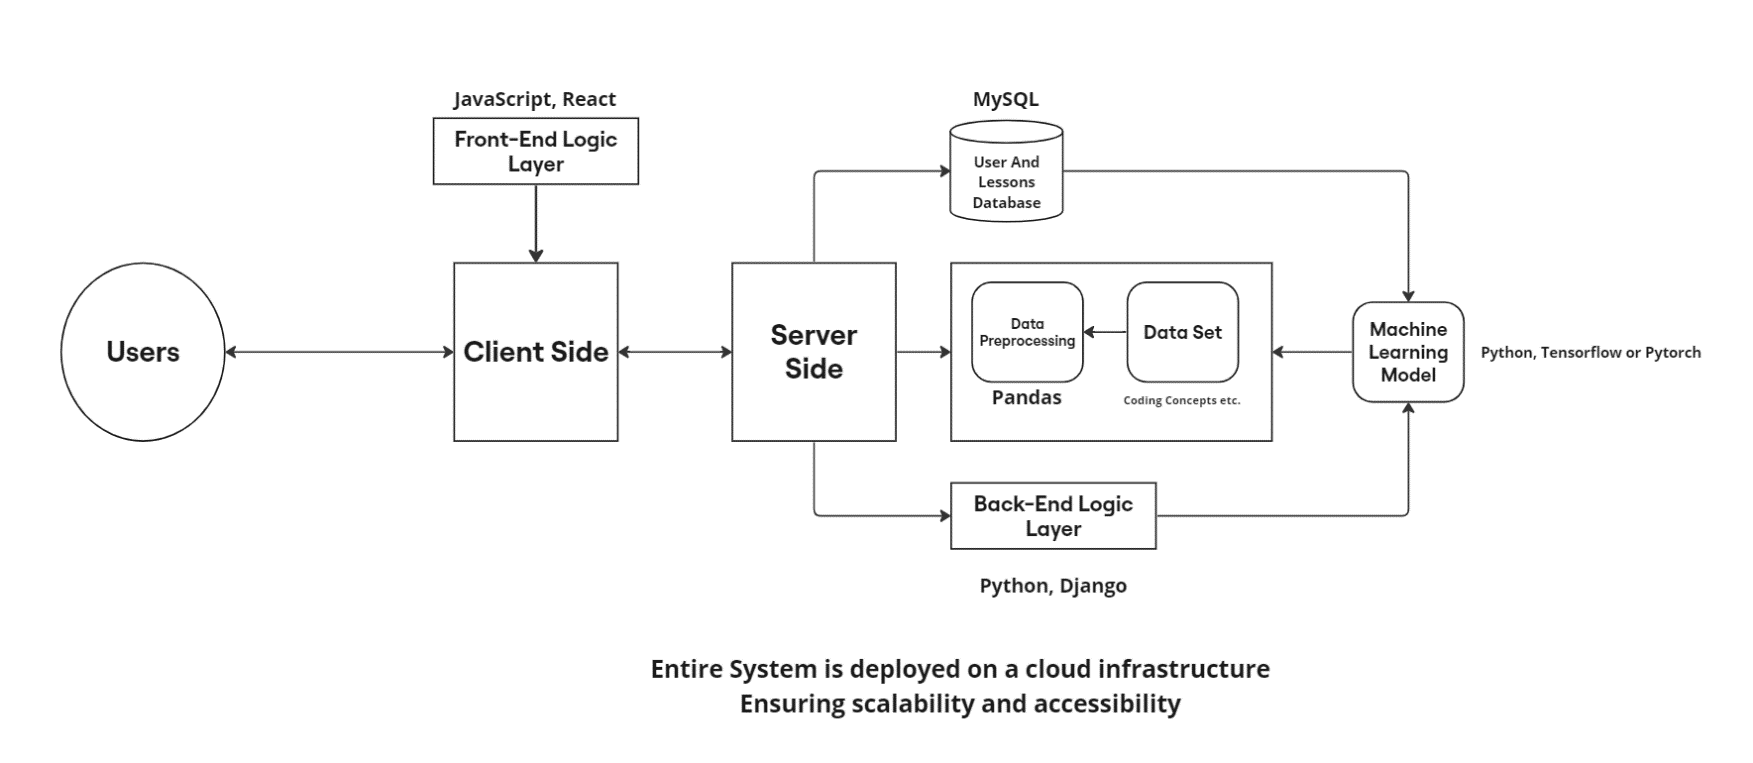 JavaScript, React
Front-End Logic
Layer
MySQL
User And
Lessons
Database
Users
Client Side
Server
Side
Data
Preprocessing
Pandas
Data Set
Coding Concepts etc.
Machine
Learning
Model
Python, Tensorflow or Pytorch
Back-End Logic
Layer
Python, Django
Entire System is deployed on a cloud infrastructure
Ensuring scalability and accessibility